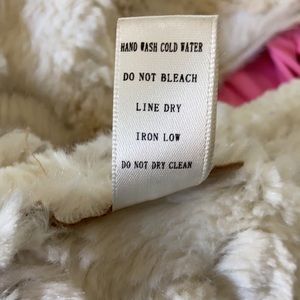 HAND WASH COLD WATER
DO NOT BLEACH
LINE DRY
IRON LOW
DO NOT DRY CLEAN